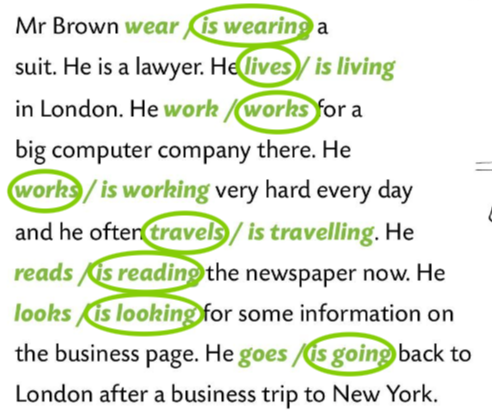 Mr Brown wear / is wearing a
suit. He is a lawyer. He lives / is living
in London. He work / works for a
big computer company there. He
works / is working very hard every day
and he often travels / is travelling. He
reads / is reading the newspaper now. He
looks / is looking for some information on
the business page. He goes / is going back to
London after a business trip to New York.